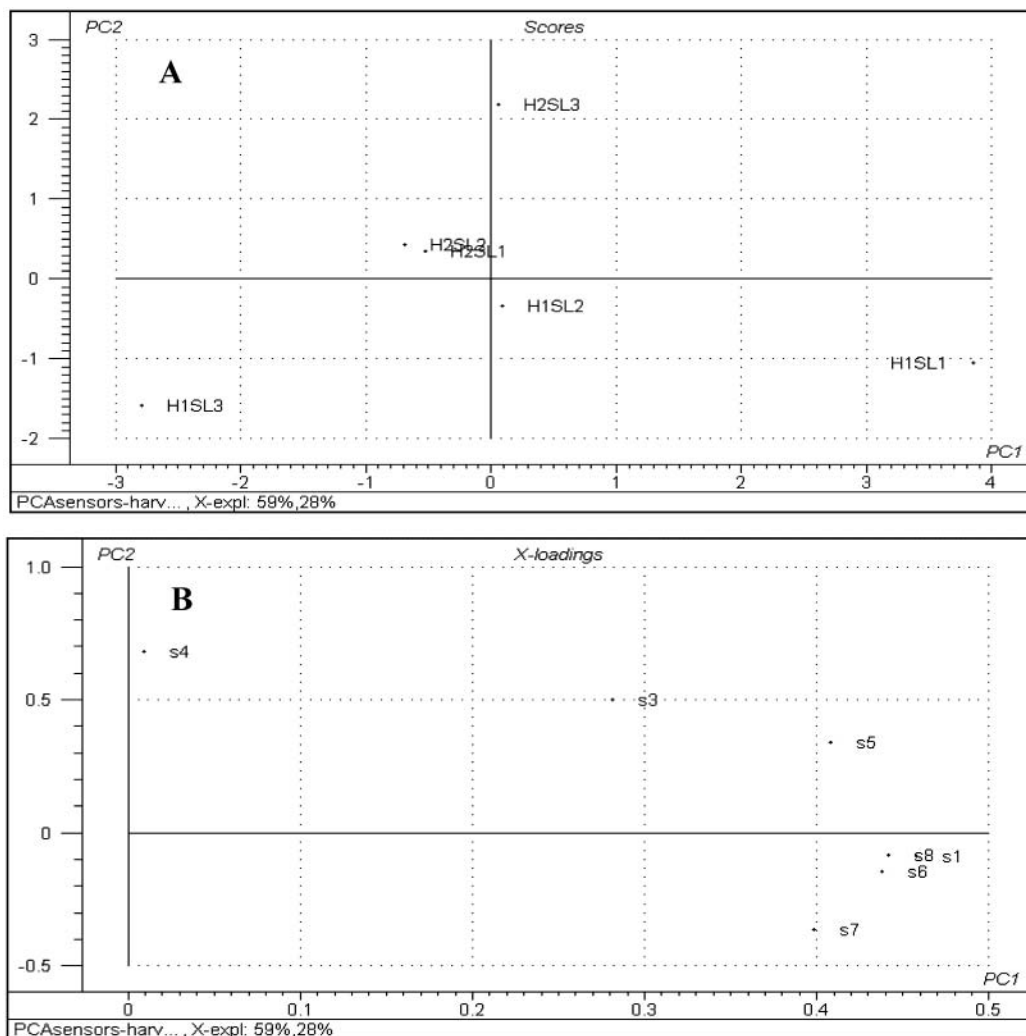 PC2 Scores
3
A
H2SL3
2
1
H2SL2
H2SL1
0
H1SL2
-1
H1SL1
H1SL3
-2
PC1
-3 -2 -1 0 1 2 3 4
PCAsensors-harv... , X-expl: 59%,28%
PC2 X-loadings
1.0
B
s4
0.5
s3
s5
0
s8 s1
s6
s7
-0.5
PC1
0 0.1 0.2 0.3 0.4 0.5
PCAsensors-harv... , X-expl: 59%,28%